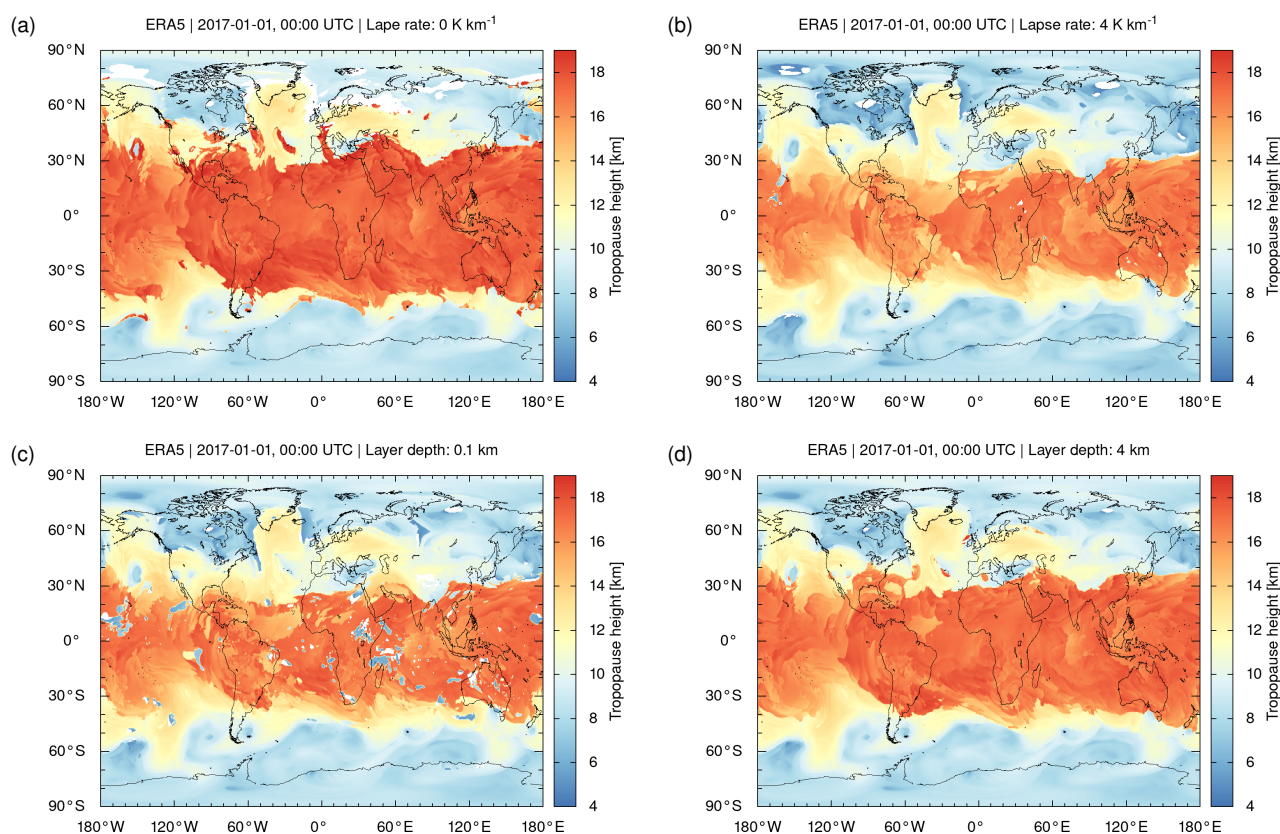 (a) ERA5 | 2017-01-01, 00:00 UTC | Lape rate: 0 K km-1
90°N
60°N
30°N
0°
30°S
60°S
90°S
180°W 120°W 60°W 0° 60°E 120°E 180°E
18
16
14
12
10
8
6
4
Tropopause height [km]
(b) ERA5 | 2017-01-01, 00:00 UTC | Lapse rate: 4 K km-1
90°N
60°N
30°N
0°
30°S
60°S
90°S
180°W 120°W 60°W 0° 60°E 120°E 180°E
18
16
14
12
10
8
6
4
Tropopause height [km]
(c) ERA5 | 2017-01-01, 00:00 UTC | Layer depth: 0.1 km
90°N
60°N
30°N
0°
30°S
60°S
90°S
180°W 120°W 60°W 0° 60°E 120°E 180°E
18
16
14
12
10
8
6
4
Tropopause height [km]
(d) ERA5 | 2017-01-01, 00:00 UTC | Layer depth: 4 km
90°N
60°N
30°N
0°
30°S
60°S
90°S
180°W 120°W 60°W 0° 60°E 120°E 180°E
18
16
14
12
10
8
6
4
Tropopause height [km]